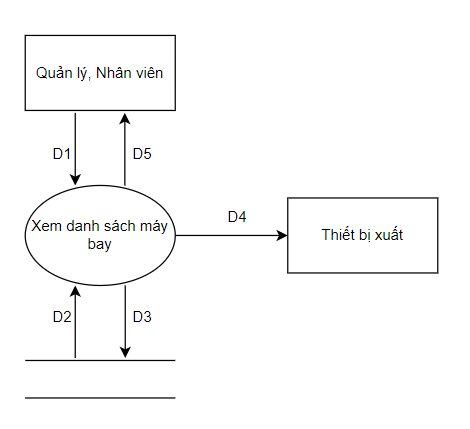 Quản lý, Nhân viên
D1
D5
Xem danh sách máy
bay
D4
Thiết bị xuất
D2
D3